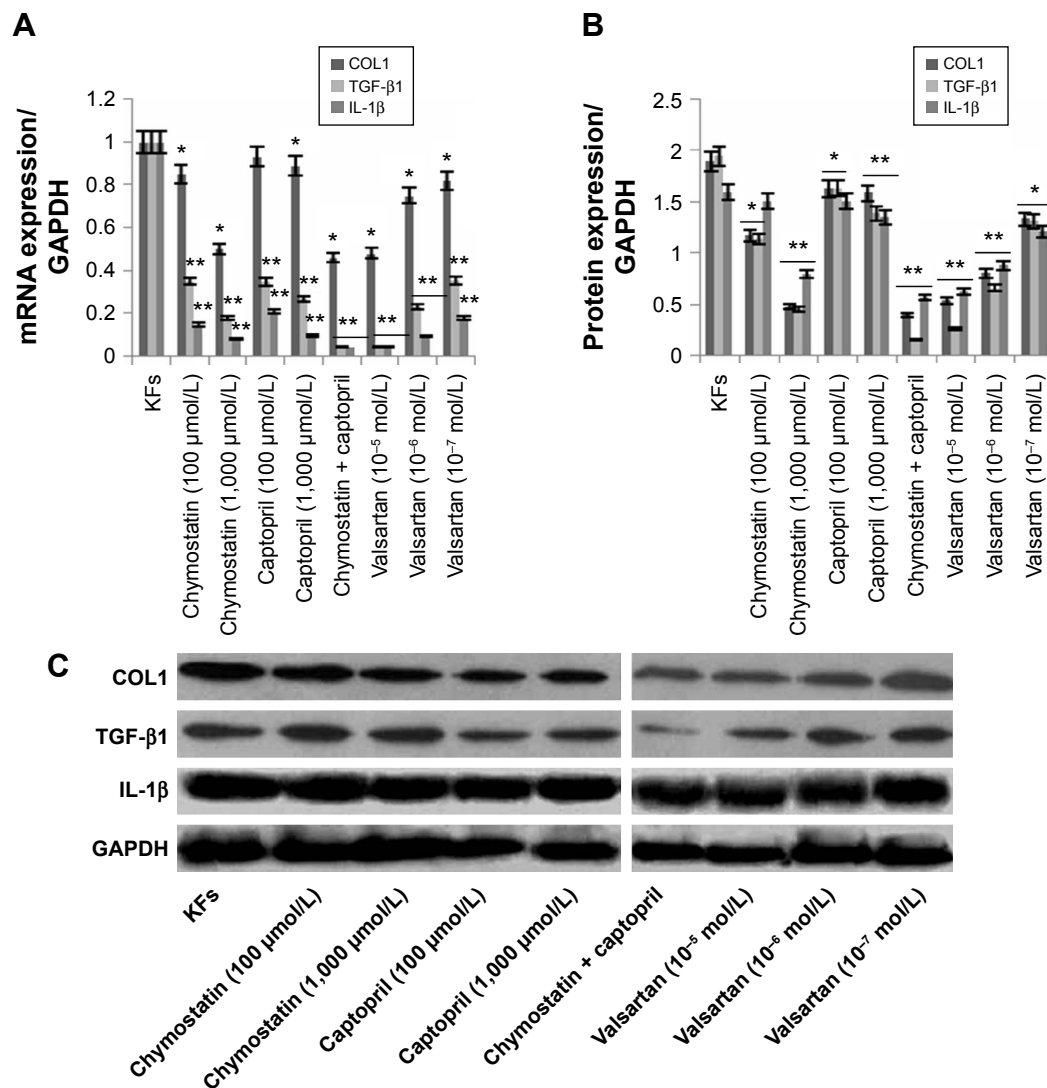 A
COL1
TGF-β1
IL-1β
mRNA expression/
GAPDH
1.2
1
0.8
0.6
0.4
0.2
0
*
**
**
*
**
**
**
**
*
**
**
*
**
*
**
*
**
*
**
**
KFs
Chymostatin (100 μmol/L)
Chymostatin (1,000 μmol/L)
Captopril (100 μmol/L)
Captopril (1,000 μmol/L)
Chymostatin + captopril
Valsartan (10⁻⁵ mol/L)
Valsartan (10⁻⁶ mol/L)
Valsartan (10⁻⁷ mol/L)
B
COL1
TGF-β1
IL-1β
Protein expression/
GAPDH
2.5
2
1.5
1
0.5
0
*
**
*
**
**
**
**
*
KFs
Chymostatin (100 μmol/L)
Chymostatin (1,000 μmol/L)
Captopril (100 μmol/L)
Captopril (1,000 μmol/L)
Chymostatin + captopril
Valsartan (10⁻⁵ mol/L)
Valsartan (10⁻⁶ mol/L)
Valsartan (10⁻⁷ mol/L)
C
COL1
TGF-β1
IL-1β
GAPDH
KFs
Chymostatin (100 μmol/L)
Chymostatin (1,000 μmol/L)
Captopril (100 μmol/L)
Captopril (1,000 μmol/L)
Chymostatin + captopril
Valsartan (10⁻⁵ mol/L)
Valsartan (10⁻⁶ mol/L)
Valsartan (10⁻⁷ mol/L)